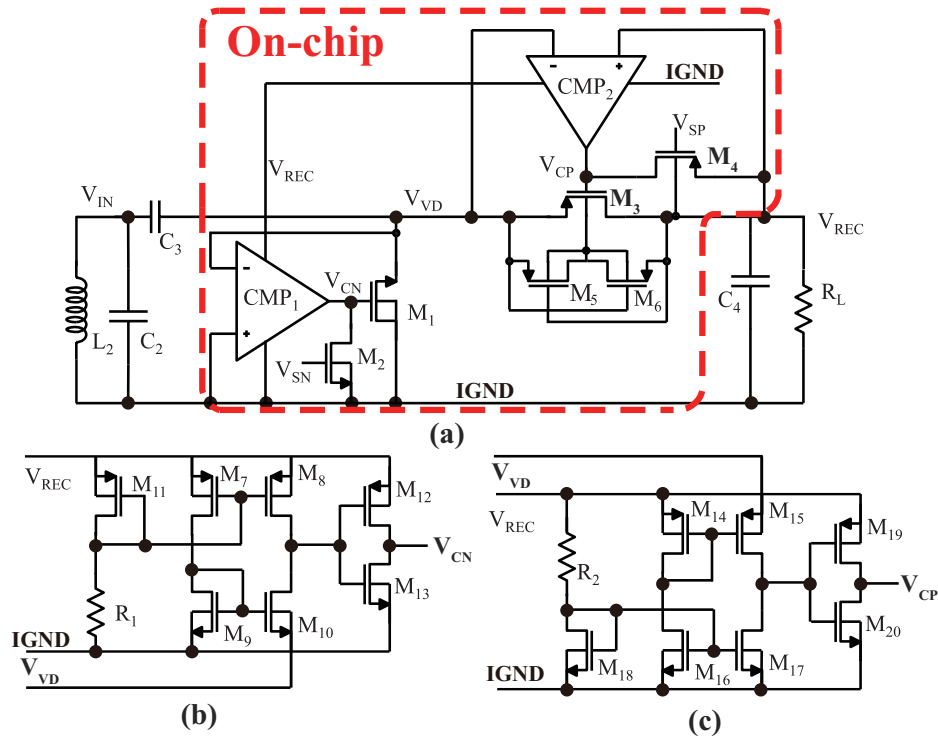 On-chip
CMP2
IGND
VSP
M4
VCP
M3
VREC
VIN
VVD
VREC
C3
CMP1
VCN
M1
M5
M6
C4
RL
L2
C2
M2
VSN
IGND
(a)
VREC
M11
M7
M8
M12
VCN
M13
R1
M9
M10
IGND
VVD
(b)
VVD
VREC
M14
M15
M19
R2
VCP
M20
M18
M16
M17
IGND
(c)